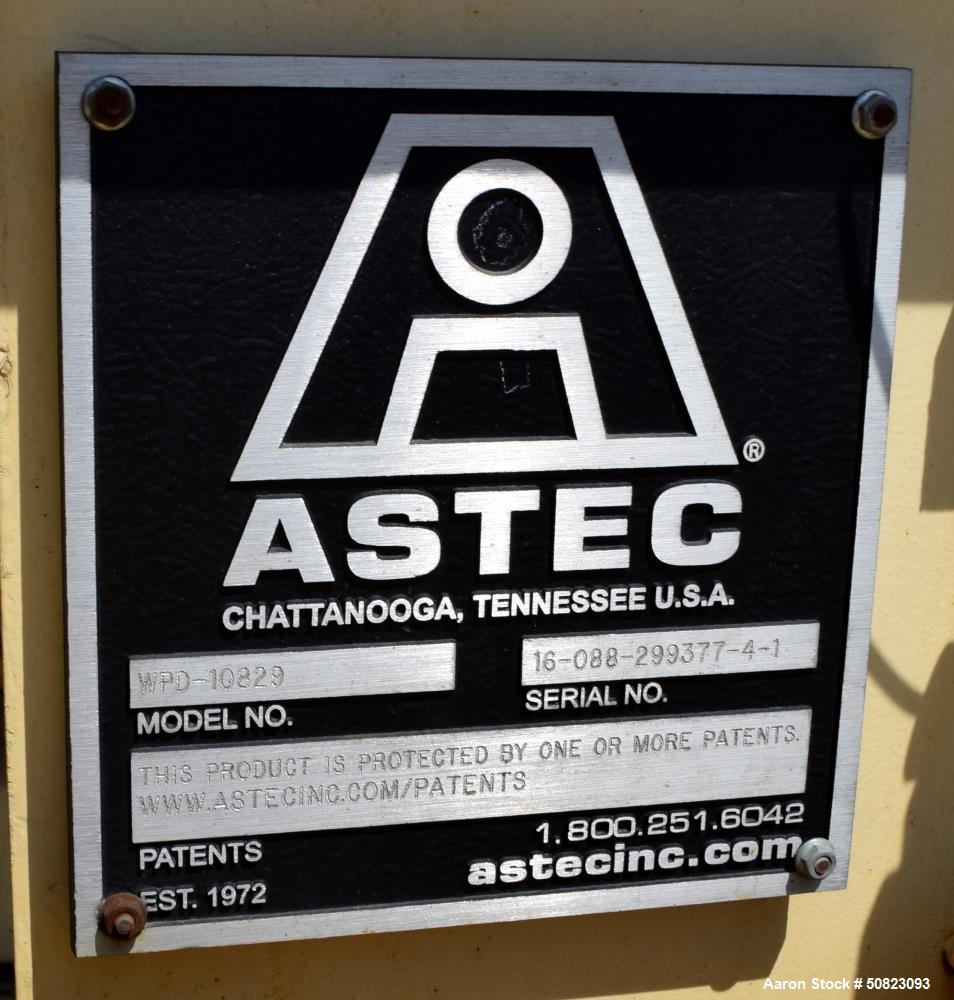 ®
ASTEC
CHATTANOOGA, TENNESSEE U.S.A.
WPD-10829
MODEL NO.
16-088-299377-4-1
SERIAL NO.
THIS PRODUCT IS PROTECTED BY ONE OR MORE PATENTS.
WWW.ASTECINC.COM/PATENTS
PATENTS
EST. 1972
1.800.251.6042
astecinc.com
Aaron Stock # 50823093